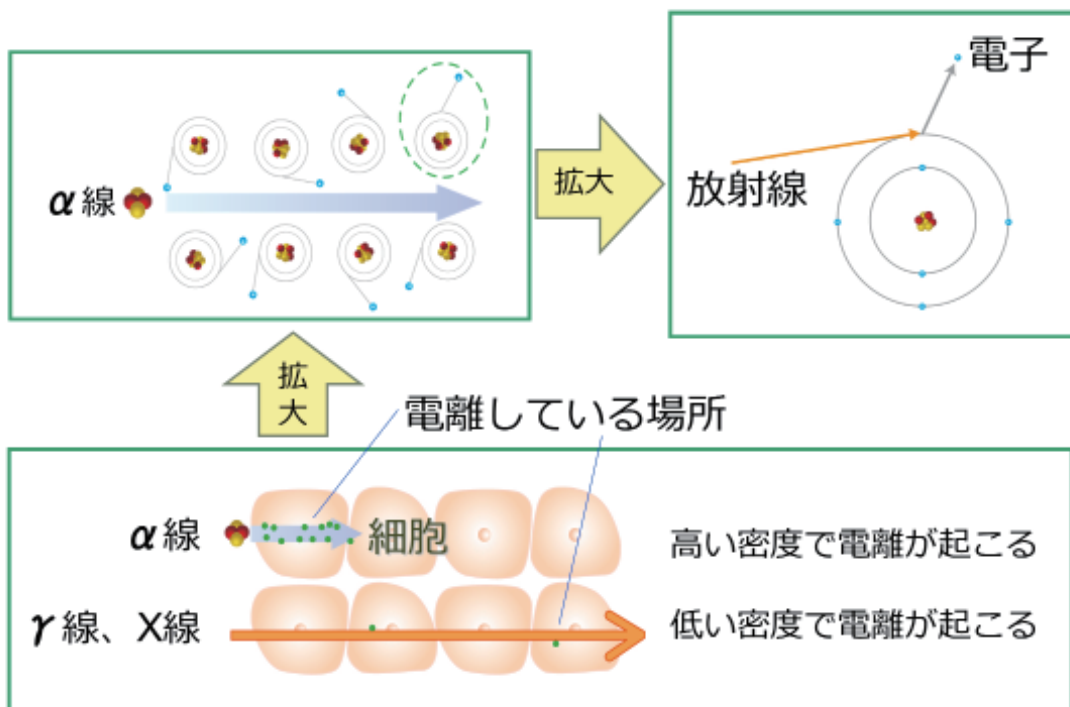 α線
拡大
電子
放射線
拡大
電離している場所
α線
細胞
高い密度で電離が起こる
γ線、X線
低い密度で電離が起こる